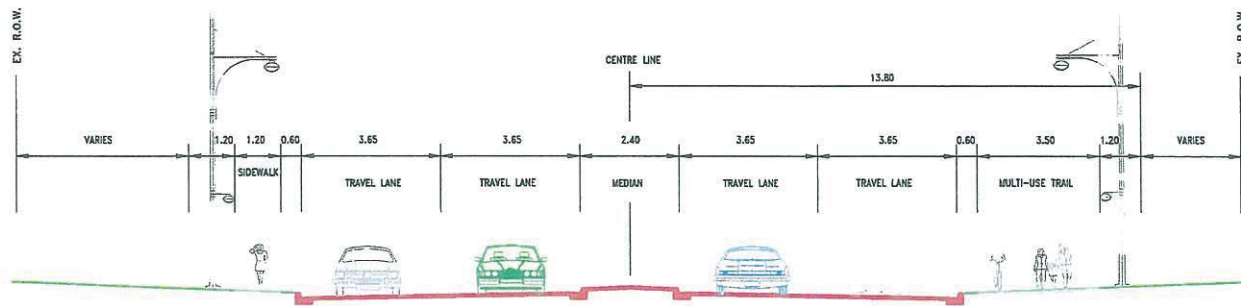 EX. R.O.W.
EX. R.O.W.
CENTRE LINE
13.80
VARIES
1.20
1.20
0.60
3.65
3.65
2.40
3.65
3.65
0.60
3.50
1.20
VARIES
SIDEWALK
TRAVEL LANE
TRAVEL LANE
MEDIAN
TRAVEL LANE
TRAVEL LANE
MULTI-USE TRAIL